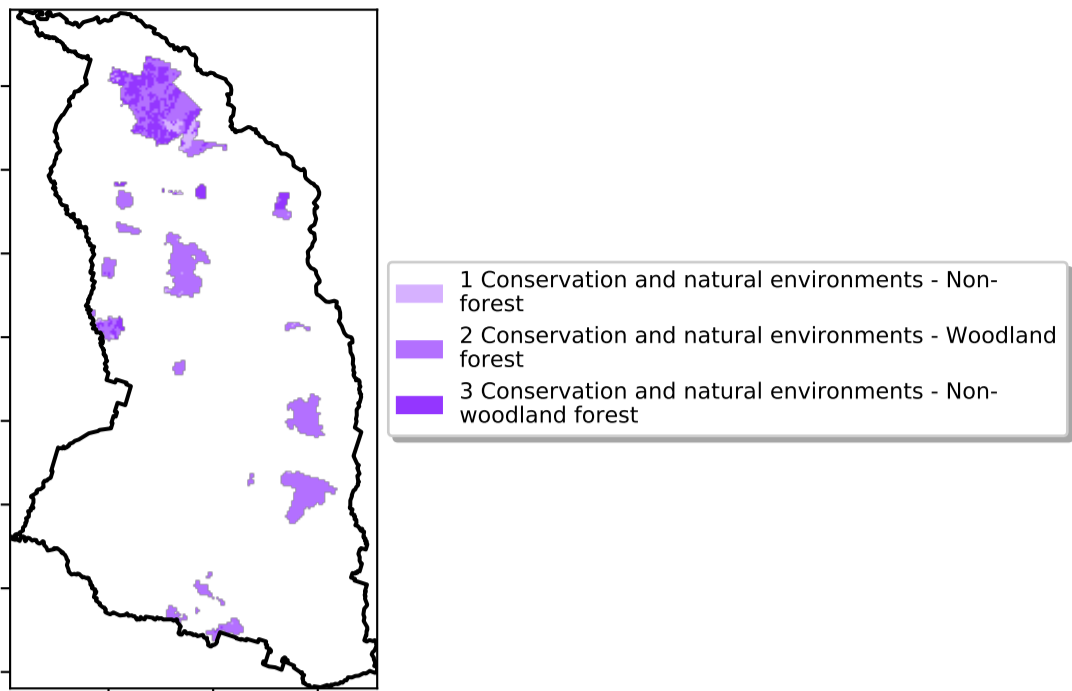 1 Conservation and natural environments - Non-
forest
2 Conservation and natural environments - Woodland
forest
3 Conservation and natural environments - Non-
woodland forest